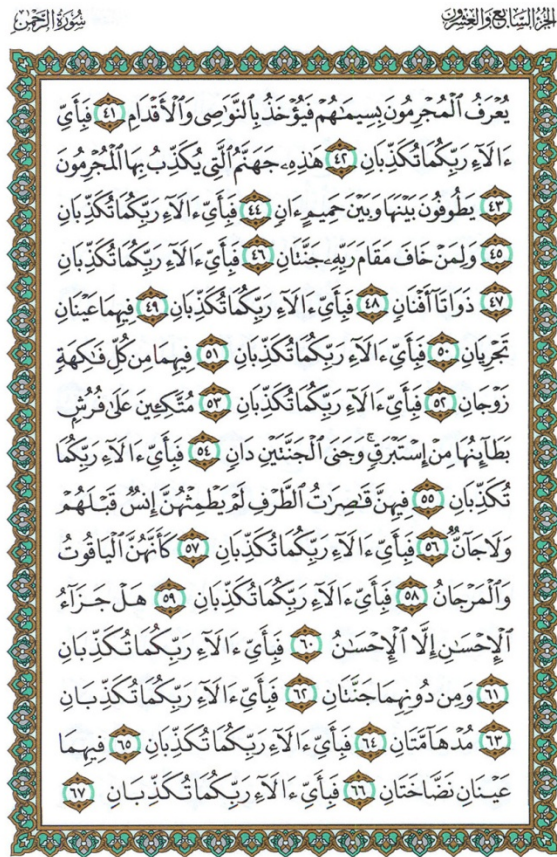 الجزء السابع والعشرون
سُورَةُ الرَّحْمٰن
يُعْرَفُ ٱلْمُجْرِمُونَ بِسِيمَٰهُمْ فَيُؤْخَذُ بِٱلنَّوَٰصِى وَٱلْأَقْدَامِ ٤١ فَبِأَىِّ
ءَالَآءِ رَبِّكُمَا تُكَذِّبَانِ ٤٢ هَٰذِهِۦ جَهَنَّمُ ٱلَّتِى يُكَذِّبُ بِهَا ٱلْمُجْرِمُونَ
٤٣ يَطُوفُونَ بَيْنَهَا وَبَيْنَ حَمِيمٍ ءَانٍ ٤٤ فَبِأَىِّ ءَالَآءِ رَبِّكُمَا تُكَذِّبَانِ
٤٥ وَلِمَنْ خَافَ مَقَامَ رَبِّهِۦ جَنَّتَانِ ٤٦ فَبِأَىِّ ءَالَآءِ رَبِّكُمَا تُكَذِّبَانِ
٤٧ ذَوَاتَآ أَفْنَانٍ ٤٨ فَبِأَىِّ ءَالَآءِ رَبِّكُمَا تُكَذِّبَانِ ٤٩ فِيهِمَا عَيْنَانِ
تَجْرِيَانِ ٥٠ فَبِأَىِّ ءَالَآءِ رَبِّكُمَا تُكَذِّبَانِ ٥١ فِيهِمَا مِن كُلِّ فَٰكِهَةٍ
زَوْجَانِ ٥٢ فَبِأَىِّ ءَالَآءِ رَبِّكُمَا تُكَذِّبَانِ ٥٣ مُتَّكِـِٔينَ عَلَىٰ فُرُشٍۭ
بَطَآئِنُهَا مِنْ إِسْتَبْرَقٍ ۚ وَجَنَى ٱلْجَنَّتَيْنِ دَانٍ ٥٤ فَبِأَىِّ ءَالَآءِ رَبِّكُمَا
تُكَذِّبَانِ ٥٥ فِيهِنَّ قَٰصِرَٰتُ ٱلطَّرْفِ لَمْ يَطْمِثْهُنَّ إِنسٌ قَبْلَهُمْ
وَلَا جَآنٌّ ٥٦ فَبِأَىِّ ءَالَآءِ رَبِّكُمَا تُكَذِّبَانِ ٥٧ كَأَنَّهُنَّ ٱلْيَاقُوتُ
وَٱلْمَرْجَانُ ٥٨ فَبِأَىِّ ءَالَآءِ رَبِّكُمَا تُكَذِّبَانِ ٥٩ هَلْ جَزَآءُ
ٱلْإِحْسَٰنِ إِلَّا ٱلْإِحْسَٰنُ ٦٠ فَبِأَىِّ ءَالَآءِ رَبِّكُمَا تُكَذِّبَانِ
٦١ وَمِن دُونِهِمَا جَنَّتَانِ ٦٢ فَبِأَىِّ ءَالَآءِ رَبِّكُمَا تُكَذِّبَانِ
٦٣ مُدْهَآمَّتَانِ ٦٤ فَبِأَىِّ ءَالَآءِ رَبِّكُمَا تُكَذِّبَانِ ٦٥ فِيهِمَا
عَيْنَانِ نَضَّاخَتَانِ ٦٦ فَبِأَىِّ ءَالَآءِ رَبِّكُمَا تُكَذِّبَانِ ٦٧